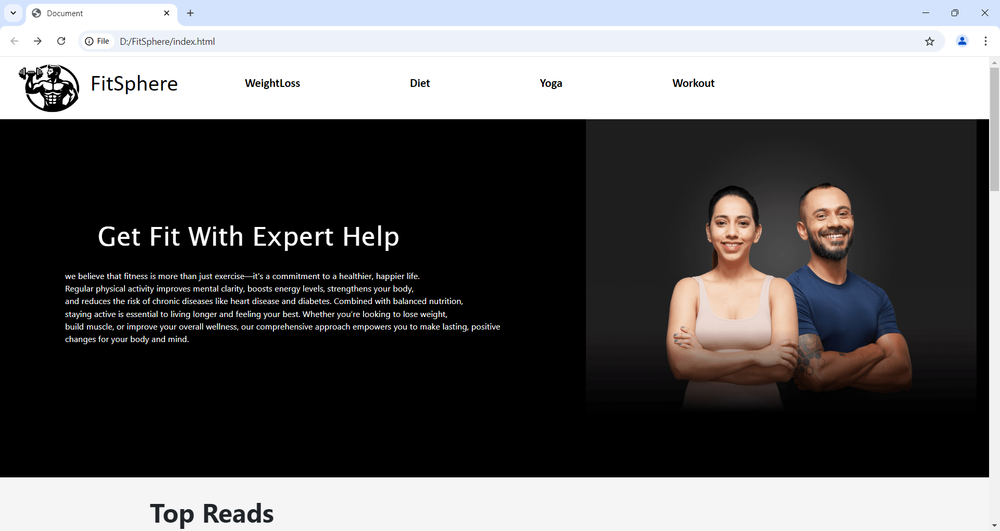 Document
File
D:/FitSphere/index.html
FitSphere
WeightLoss
Diet
Yoga
Workout
Get Fit With Expert Help
we believe that fitness is more than just exercise—it's a commitment to a healthier, happier life.
Regular physical activity improves mental clarity, boosts energy levels, strengthens your body,
and reduces the risk of chronic diseases like heart disease and diabetes. Combined with balanced nutrition,
staying active is essential to living longer and feeling your best. Whether you’re looking to lose weight,
build muscle, or improve your overall wellness, our comprehensive approach empowers you to make lasting, positive
changes for your body and mind.
Top Reads